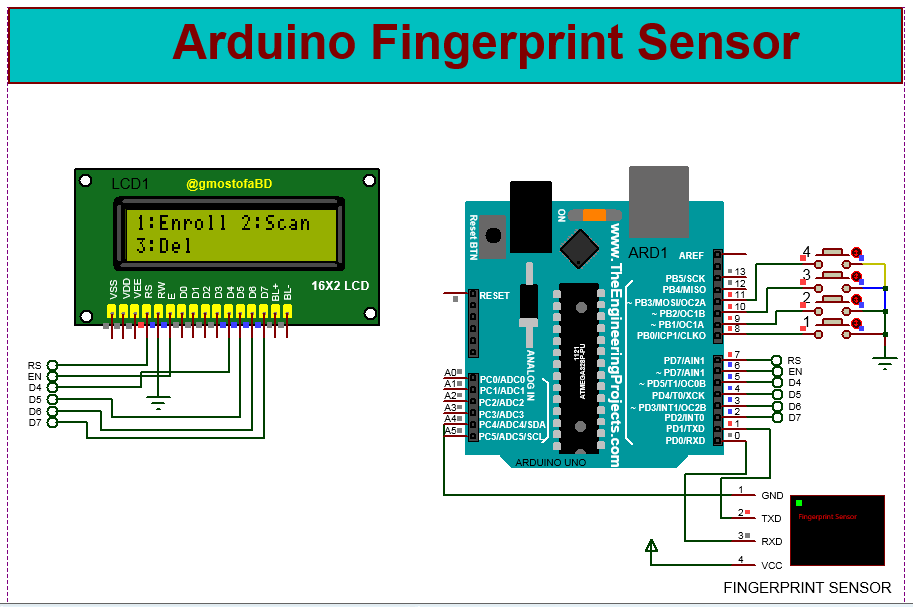 Arduino Fingerprint Sensor
LCD1
@gmostofaBD
1:Enroll 2:Scan
3:Del
16X2 LCD
VSS
VDD
VEE
RS
RW
E
D0
D1
D2
D3
D4
D5
D6
D7
BL+
BL-
RS
EN
D4
D5
D6
D7
Reset BTN
ON
ARD1
www.TheEngineeringProjects.com
1121
ATMEGA328P-PU
ANALOG IN
RESET
AREF
PB5/SCK
13
PB4/MISO
12
~ PB3/MOSI/OC2A
11
~ PB2/OC1B
10
~ PB1/OC1A
9
PB0/ICP1/CLKO
8
PD7/AIN1
7
~ PD7/AIN1
6
~ PD5/T1/OC0B
5
PD4/T0/XCK
4
~ PD3/INT1/OC2B
3
PD2/INT0
2
PD1/TXD
1
PD0/RXD
0
A0
PC0/ADC0
A1
PC1/ADC1
A2
PC2/ADC2
A3
PC3/ADC3
A4
PC4/ADC4/SDA
A5
PC5/ADC5/SCL
ARDUINO UNO
4
3
2
1
RS
EN
D4
D5
D6
D7
1
GND
2
TXD
3
RXD
4
VCC
Fingerprint Sensor
FINGERPRINT SENSOR